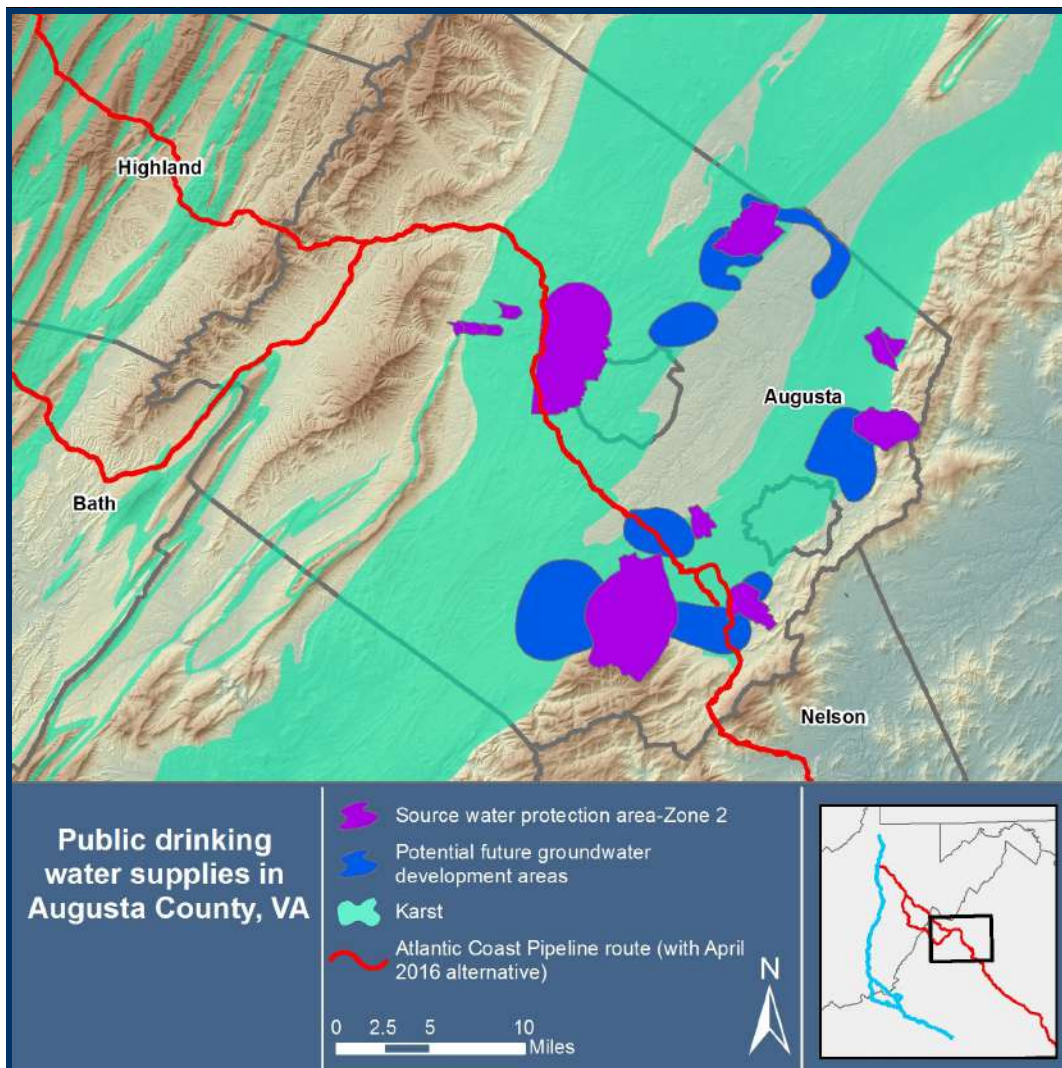 Highland
Augusta
Bath
Nelson
Public drinking
water supplies in
Augusta County, VA
Source water protection area-Zone 2
Potential future groundwater
development areas
Karst
Atlantic Coast Pipeline route (with April
2016 alternative)
0 2.5 5 10
Miles
N